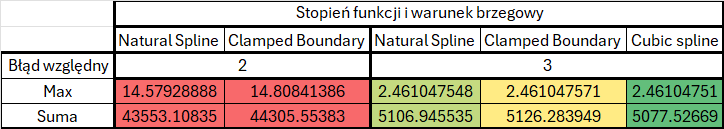 Stopień funkcji i warunek brzegowy
Natural Spline Clamped Boundary Natural Spline Clamped Boundary Cubic spline
Błąd względny 2 3
Max 14.57928888 14.80841386 2.461047548 2.461047571 2.46104751
Suma 43553.10835 44305.55383 5106.945535 5126.283949 5077.52669